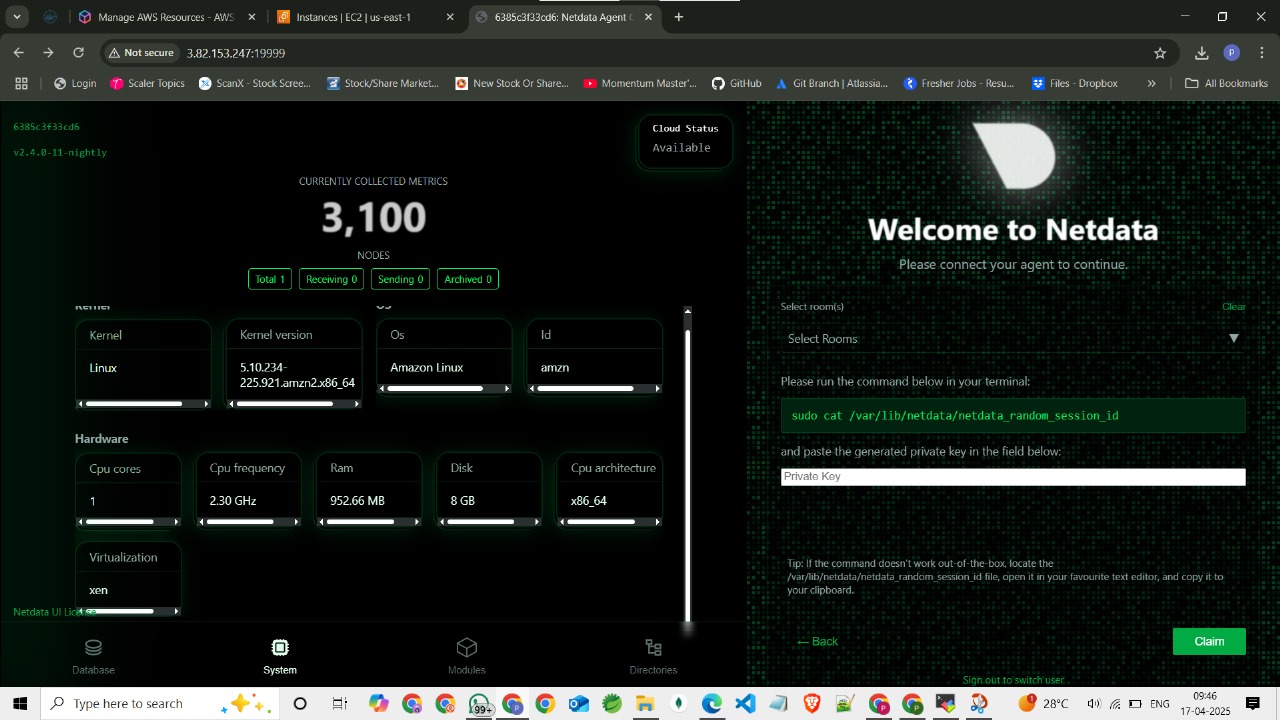 Manage AWS Resources - AWS
Instances | EC2 | us-east-1
6385c3f33cd6: Netdata Agent C
Not secure
3.82.153.247:19999
P
Login
Scaler Topics
ScanX - Stock Scree...
Stock/Share Market...
New Stock Or Share...
Momentum Master'...
GitHub
Git Branch | Atlassia...
Fresher Jobs - Resu...
Files - Dropbox
All Bookmarks
6385c3f33cd6
v2.4.0-11-nightly
Cloud Status
Available
CURRENTLY COLLECTED METRICS
3,100
NODES
Total 1
Receiving 0
Sending 0
Archived 0
Kernel
OS
Kernel
Linux
Kernel version
5.10.234-
225.921.amzn2.x86_64
Os
Amazon Linux
Id
amzn
Hardware
Cpu cores
1
Cpu frequency
2.30 GHz
Ram
952.66 MB
Disk
8 GB
Cpu architecture
x86_64
Virtualization
xen
Netdata UI License
Database
System
Modules
Directories
Welcome to Netdata
Please connect your agent to continue.
Select room(s)
Clear
Select Rooms
Please run the command below in your terminal:
sudo cat /var/lib/netdata/netdata_random_session_id
and paste the generated private key in the field below:
Private Key
Tip: If the command doesn't work out-of-the-box, locate the
/var/lib/netdata/netdata_random_session_id file, open it in your favourite text editor, and copy it to
your clipboard.
← Back
Claim
Sign out to switch user
Type here to search
99+
28°C
ENG
09:46
17-04-2025